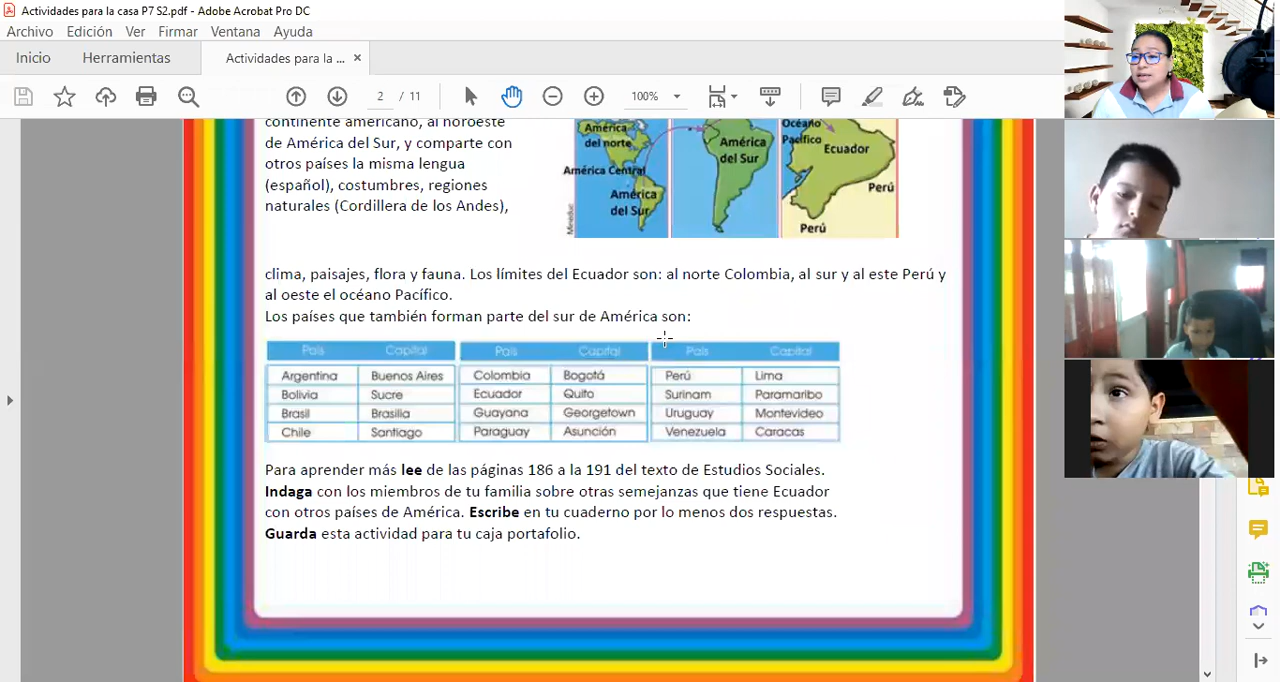 Actividades para la casa P7 S2.pdf - Adobe Acrobat Pro DC
Archivo Edición Ver Firmar Ventana Ayuda
Inicio Herramientas Actividades para la ... ×
2 / 11 100%
continente americano, al noroeste
de América del Sur, y comparte con
otros países la misma lengua
(español), costumbres, regiones
naturales (Cordillera de los Andes),
América
del norte
América Central
América
del Sur
Mineduc
América
del Sur
Océano
Pacífico
Ecuador
Perú
Perú
clima, paisajes, flora y fauna. Los límites del Ecuador son: al norte Colombia, al sur y al este Perú y
al oeste el océano Pacífico.
Los países que también forman parte del sur de América son:
País Capital País Capital País Capital
Argentina Buenos Aires Colombia Bogotá Perú Lima
Bolivia Sucre Ecuador Quito Surinam Paramaribo
Brasil Brasilia Guayana Georgetown Uruguay Montevideo
Chile Santiago Paraguay Asunción Venezuela Caracas
Para aprender más lee de las páginas 186 a la 191 del texto de Estudios Sociales.
Indaga con los miembros de tu familia sobre otras semejanzas que tiene Ecuador
con otros países de América. Escribe en tu cuaderno por lo menos dos respuestas.
Guarda esta actividad para tu caja portafolio.